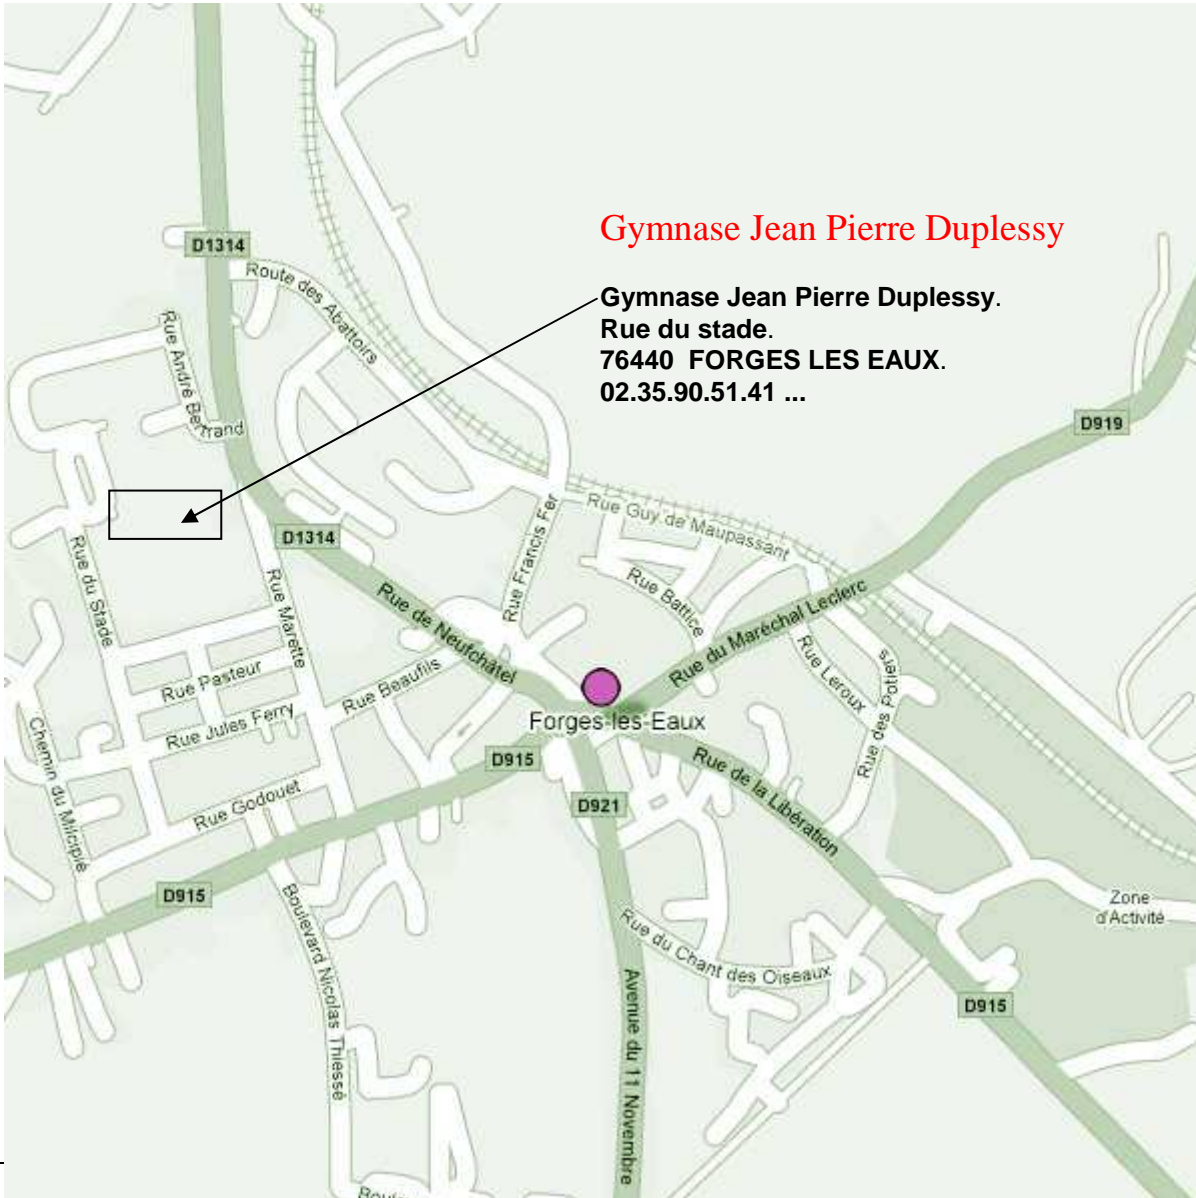 Gymnase Jean Pierre Duplessy
Gymnase Jean Pierre Duplessy.
Rue du stade.
76440 FORGES LES EAUX.
02.35.90.51.41 ...
D1314
Route des Abattoirs
Rue André Bertrand
D919
D1314
Rue Guy de Maupassant
Rue Francis Fer
Rue du Stade
Rue Marette
Rue de Neufchâtel
Rue Battice
Rue du Maréchal Leclerc
Rue Leroux
Rue des Potiers
Rue Pasteur
Rue Beaufils
Rue Jules Ferry
Forges-les-Eaux
Chemin du Milcipié
D915
Rue de la Libération
Rue Godouet
D921
D915
Boulevard Nicolas Thiessé
Zone
d'Activité
Rue du Chant des Oiseaux
Avenue du 11 Novembre
D915